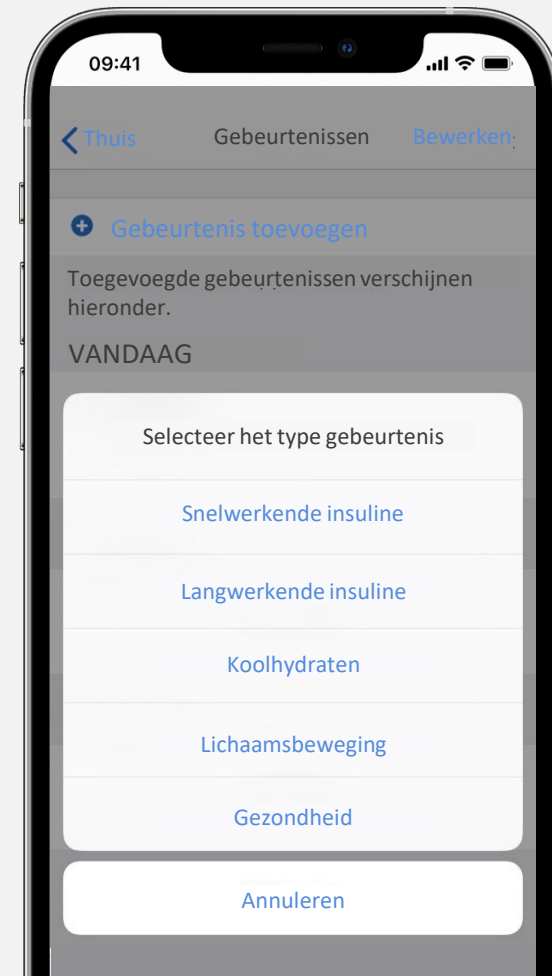 09:41
Thuis Gebeurtenissen Bewerken
Gebeurtenis toevoegen
Toegevoegde gebeurtenissen verschijnen
hieronder.
VANDAAG
Selecteer het type gebeurtenis
Snelwerkende insuline
Langwerkende insuline
Koolhydraten
Lichaamsbeweging
Gezondheid
Annuleren